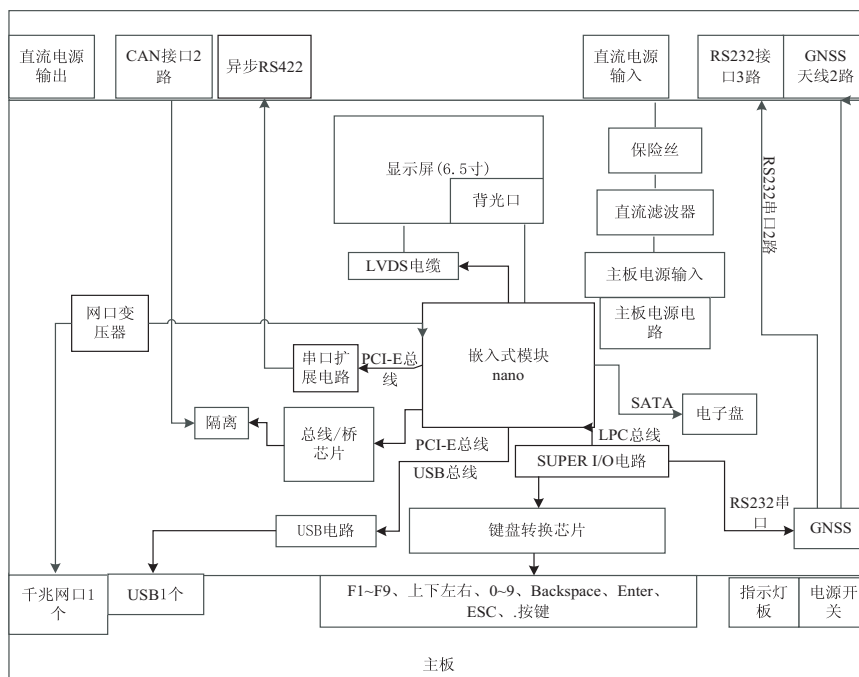 直流电源
输出
CAN接口2
路
异步RS422
直流电源
输入
RS232接
口3路
GNSS
天线2路
保险丝
显示屏(6.5寸)
背光口
直流滤波器
RS232串口2路
LVDS电缆
主板电源输入
主板电源电
路
网口变
压器
嵌入式模块
nano
串口扩
展电路
PCI-E总
线
SATA
电子盘
隔离
总线/桥
芯片
PCI-E总线
LPC总线
USB总线
SUPER I/O电路
RS232串
口
USB电路
键盘转换芯片
GNSS
千兆网口1
个
USB1个
F1~F9、上下左右、0~9、Backspace、Enter、
ESC、.按键
指示灯
板
电源开
关
主板